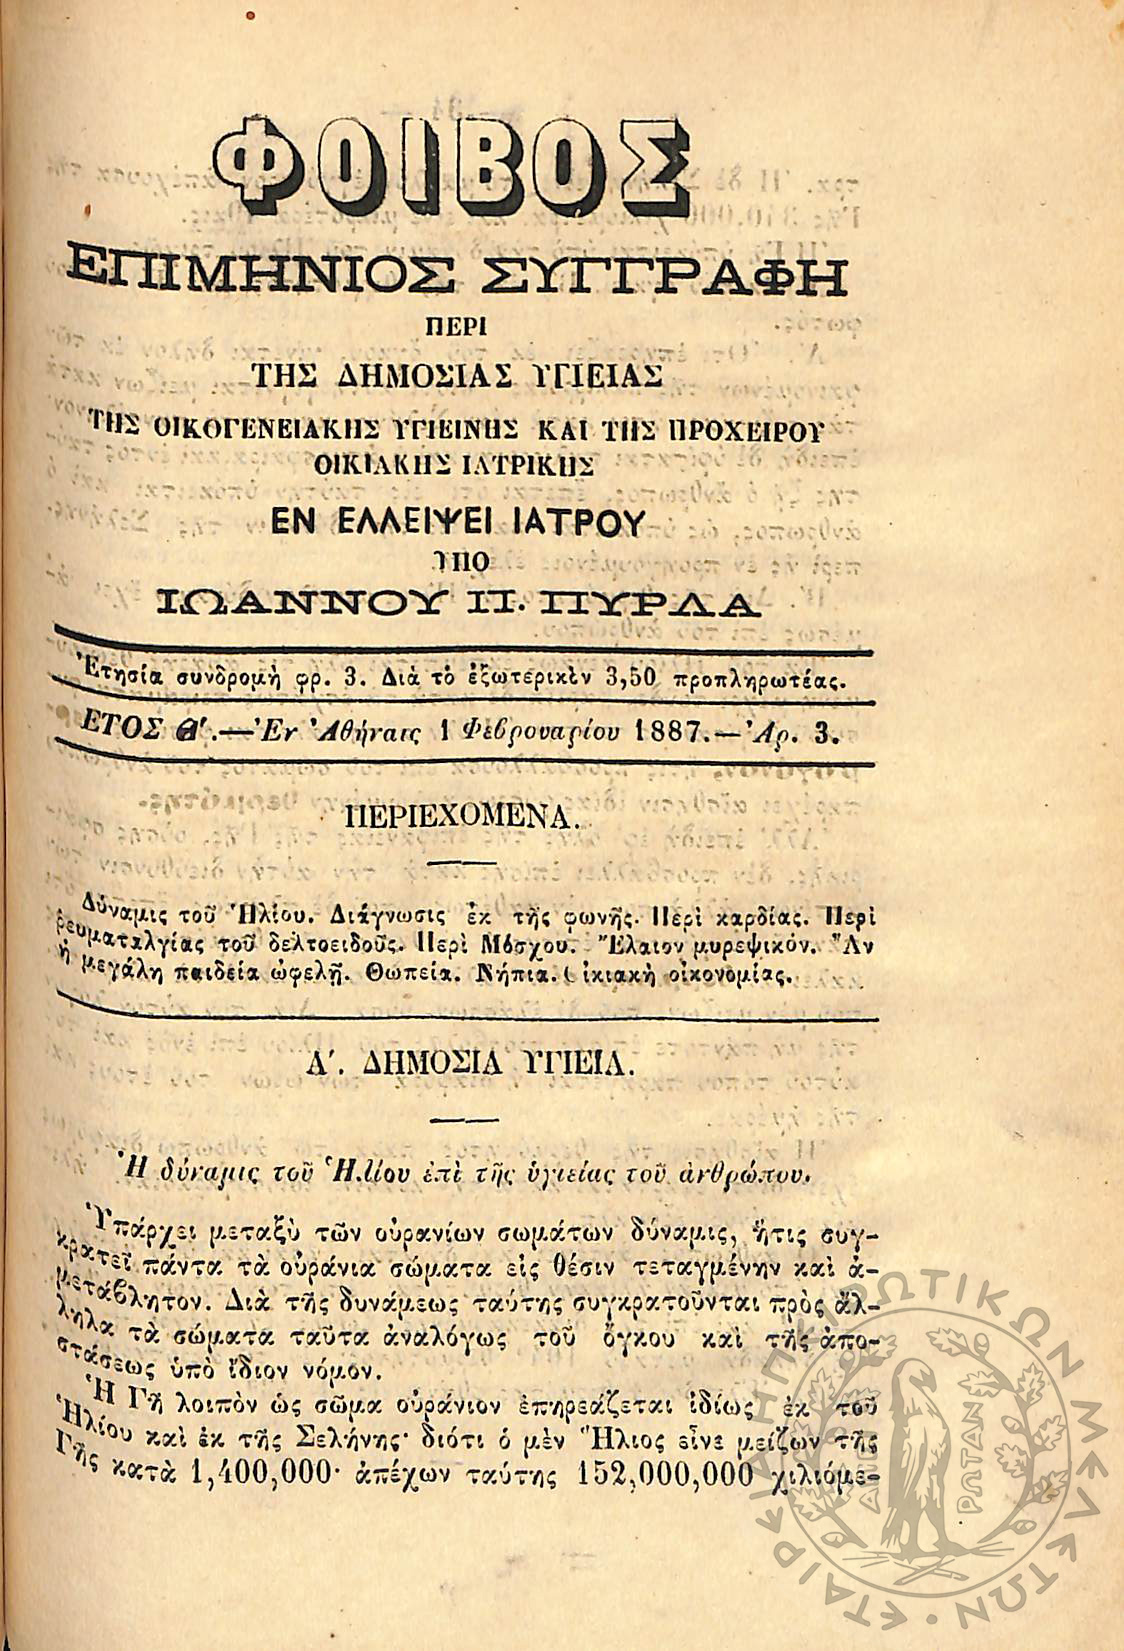 ΦΟΙΒΟΣ
ΕΠΙΜΗΝΙΟΣ ΣΥΓΓΡΑΦΗ
ΠΕΡΙ
ΤΗΣ ΔΗΜΟΣΙΑΣ ΥΓΙΕΙΑΣ
ΤΗΣ ΟΙΚΟΓΕΝΕΙΑΚΗΣ ΥΓΙΕΙΝΗΣ ΚΑΙ ΤΗΣ ΠΡΟΧΕΙΡΟΥ
ΟΙΚΙΑΚΗΣ ΙΑΤΡΙΚΗΣ
ΕΝ ΕΛΛΕΙΨΕΙ ΙΑΤΡΟΥ
ΥΠΟ
ΙΩΑΝΝΟΥ Π. ΠΥΡΛΑ
Ἐτησία συνδρομὴ φρ. 3. Διὰ τὸ ἐξωτερικὸν 3,50 προπληρωτέας.
ΕΤΟΣ .—Ἐν Ἀθήναις 1 Φεβρουαρίου 1887.—Ἀρ. 3.
ΠΕΡΙΕΧΟΜΕΝΑ.
Δύναμις τοῦ Ἡλίου. Διάγνωσις ἐκ τῆς φωνῆς. Περὶ καρδίας. Περὶ
ῥευματαλγίας τοῦ δελτοειδοῦς. Περὶ Μόσχου. Ἔλαιον μυρεψικόν. Ἂν
ἡ μεγάλη παιδεία ὠφελῇ. Θωπεία. Νήπια. Οἰκιακὴ οἰκονομίας.
Α΄. ΔΗΜΟΣΙΑ ΥΓΙΕΙΑ.
Ἡ δύναμις τοῦ Ἡλίου ἐπὶ τῆς ὑγιείας τοῦ ἀνθρώπου.
Ὑπάρχει μεταξὺ τῶν οὐρανίων σωμάτων δύναμις, ἥτις συγ-
κρατεῖ πάντα τὰ οὐράνια σώματα εἰς θέσιν τεταγμένην καὶ ἀ-
μετάβλητον. Διὰ τῆς δυνάμεως ταύτης συγκρατοῦνται πρὸς ἄλ-
ληλα τὰ σώματα ταῦτα ἀναλόγως τοῦ ὄγκου καὶ τῆς ἀπο-
στάσεως ὑπὸ ἴδιον νόμον.
Ἡ Γῆ λοιπὸν ὡς σῶμα οὐράνιον ἐπηρεάζεται ἰδίως ἐκ τοῦ
Ἡλίου καὶ ἐκ τῆς Σελήνης· διότι ὁ μὲν Ἥλιος εἶνε μείζων τῆς
Γῆς κατὰ 1,400,000· ἀπέχων ταύτης 152,000,000 χιλιόμε-
ΕΤΑΙΡΕΙΑ ΗΠΕΙΡΩΤΙΚΩΝ ΜΕΛΕΤΩΝ
ΑΠΕΙ ΡΩΤΑΝ